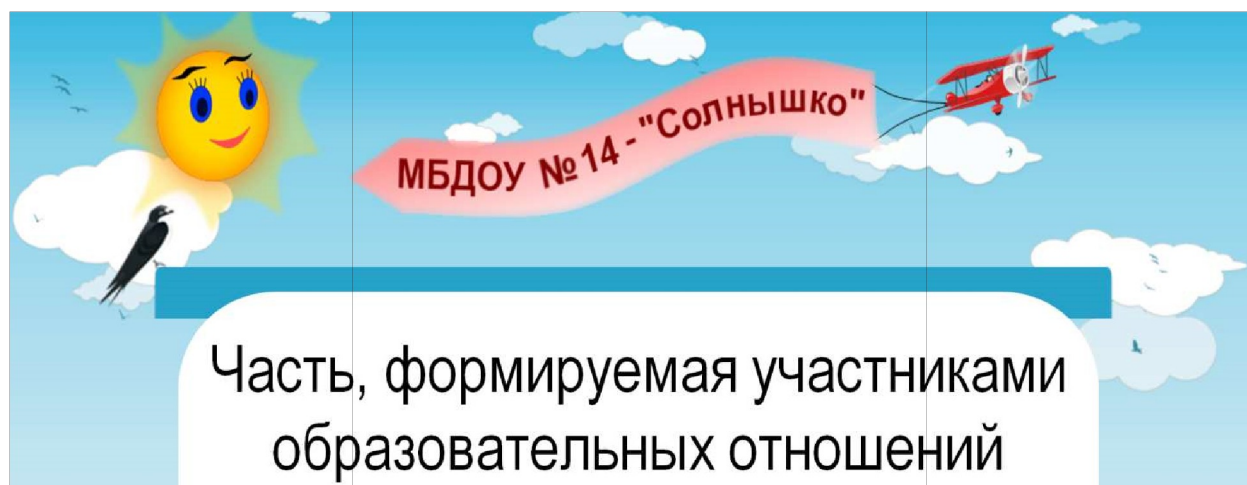 МБДОУ №14 - "Солнышко"
Часть, формируемая участниками
образовательных отношений